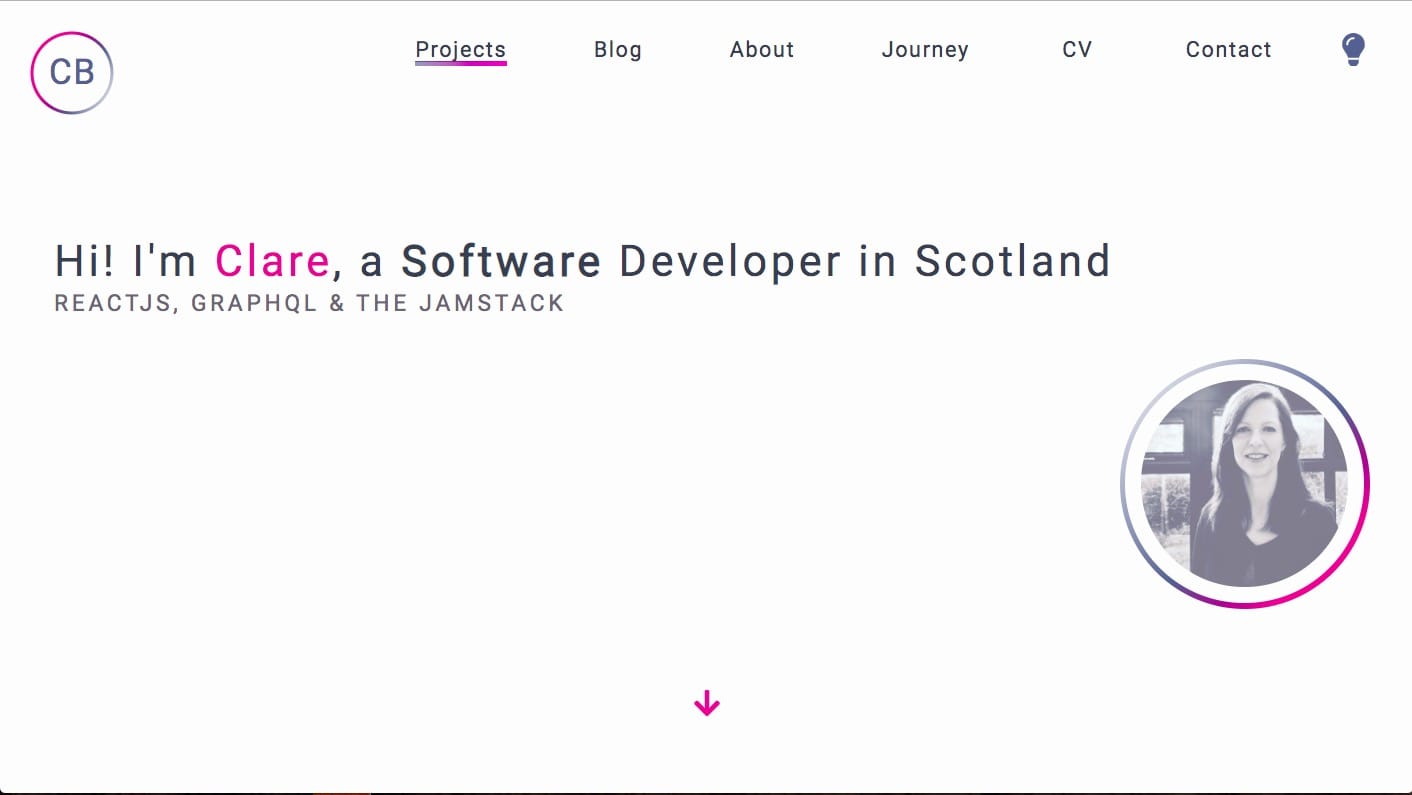 CB
Projects Blog About Journey CV Contact
Hi! I'm Clare, a Software Developer in Scotland
REACTJS, GRAPHQL & THE JAMSTACK